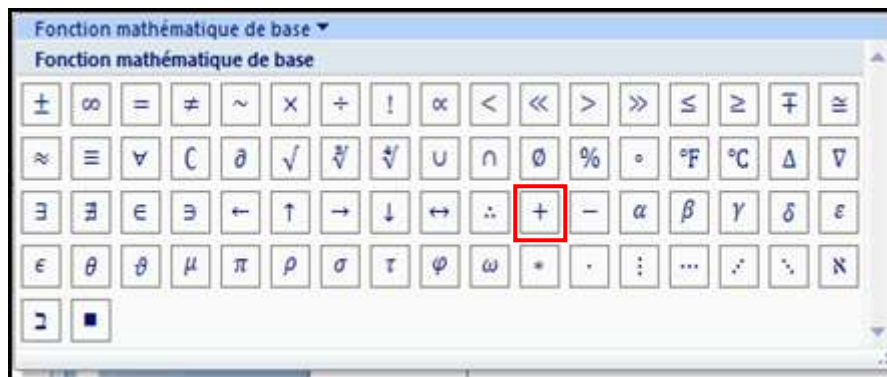 Fonction mathématique de base
Fonction mathématique de base
± ∞ = ≠ ~ × ÷ ! ∝ < ≪ > ≫ ≤ ≥ ∓ ≅
≈ ≡ ∀ ∁ ∂ √ ∛ ∜ ∪ ∩ ∅ % ° °F °C ∆ ∇
∃ ∄ ∈ ∋ ← ↑ → ↓ ↔ ∴ + − α β γ δ ε
ϵ θ ϑ μ π ρ σ τ φ ω ∗ ∙ ⋮ ⋯ ⋰ ⋱ ℵ
ℶ ∎